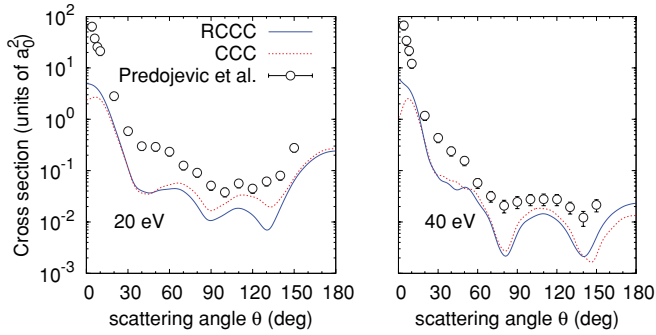 Cross section (units of a₀²)
10²
10¹
10⁰
10⁻¹
10⁻²
10⁻³
RCCC
CCC
Predojevic et al.
20 eV
0 30 60 90 120 150 180
scattering angle θ (deg)
40 eV
0 30 60 90 120 150 180
scattering angle θ (deg)